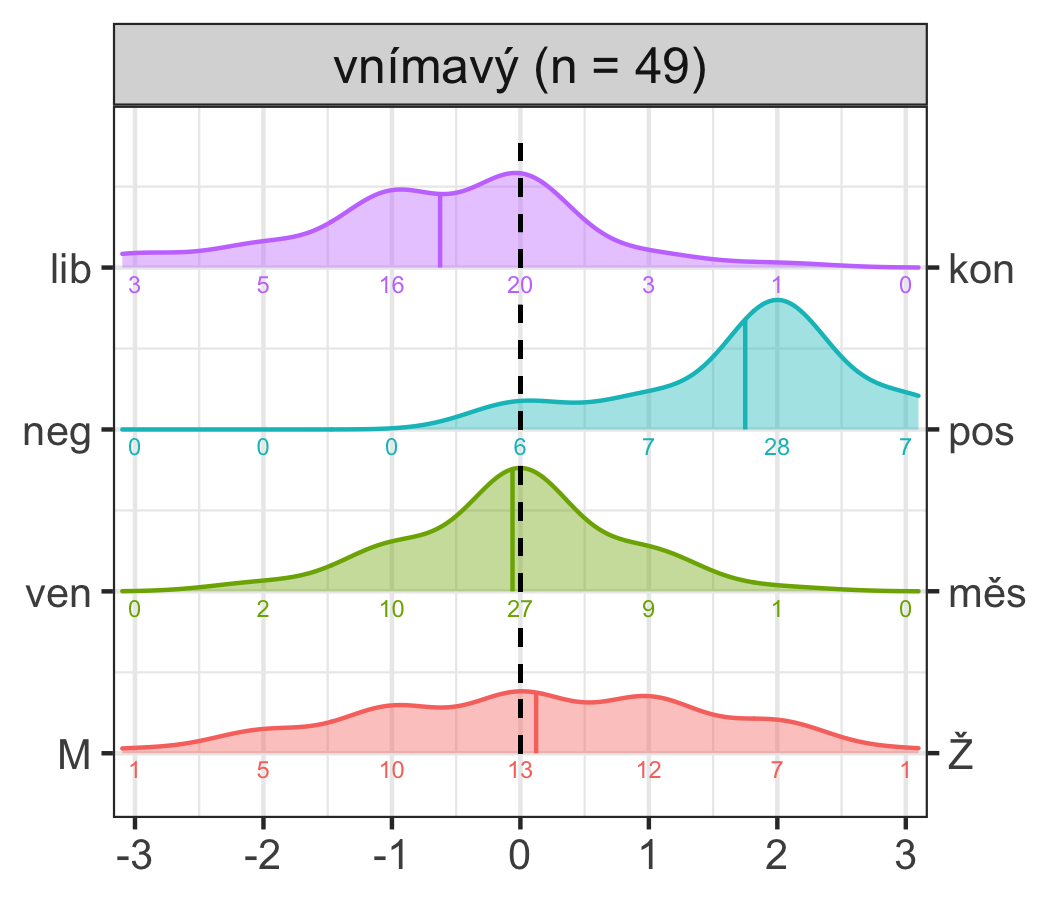 vnímavý (n = 49)
lib kon
3 5 16 20 3 1 0
neg pos
0 0 0 6 7 28 7
ven měs
0 2 10 27 9 1 0
M Ž
1 5 10 13 12 7 1
-3 -2 -1 0 1 2 3